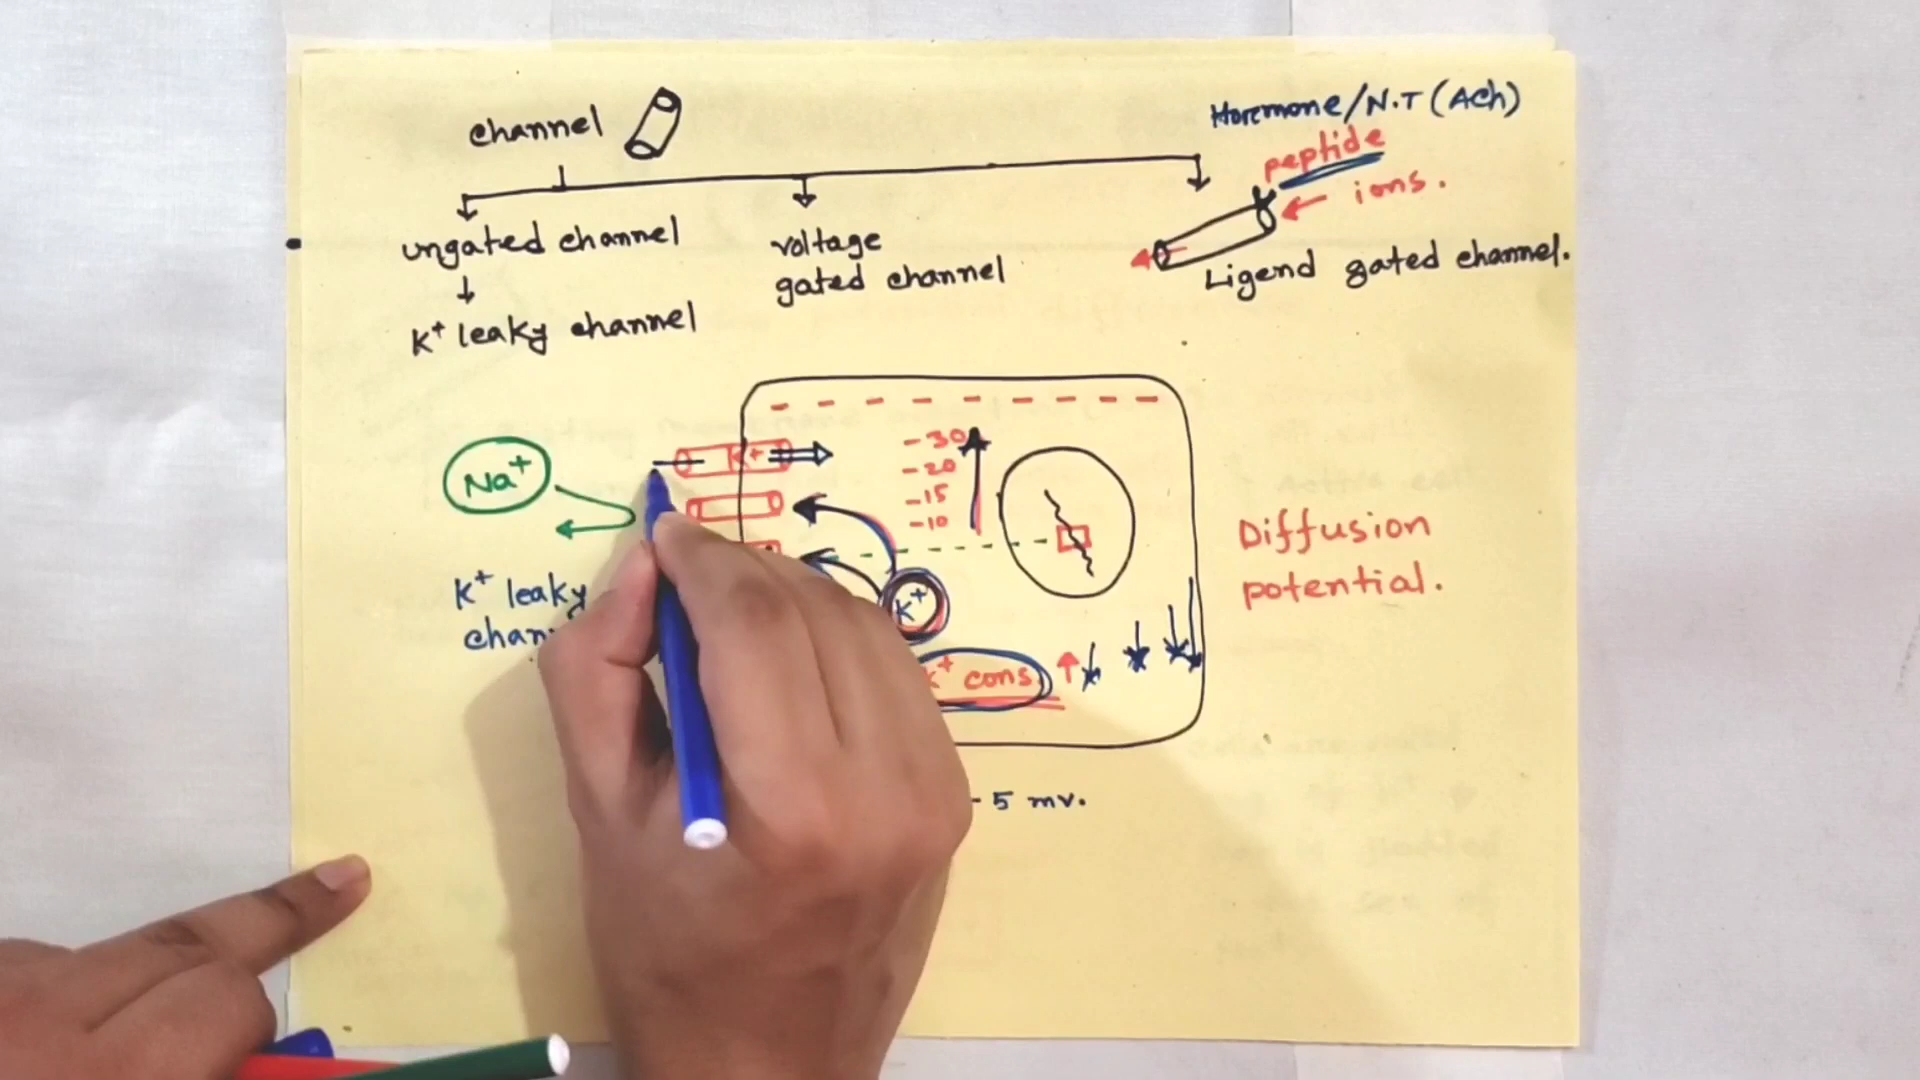 channel
Horemone/N.T (Ach)
peptide
ions.
ungated channel
voltage
gated channel
Ligend gated channel.
K+ leaky channel
Na+
K+
-30
-20
-15
-10
Diffusion
potential.
K+ leaky
K+
K+ cons
- 5 mv.